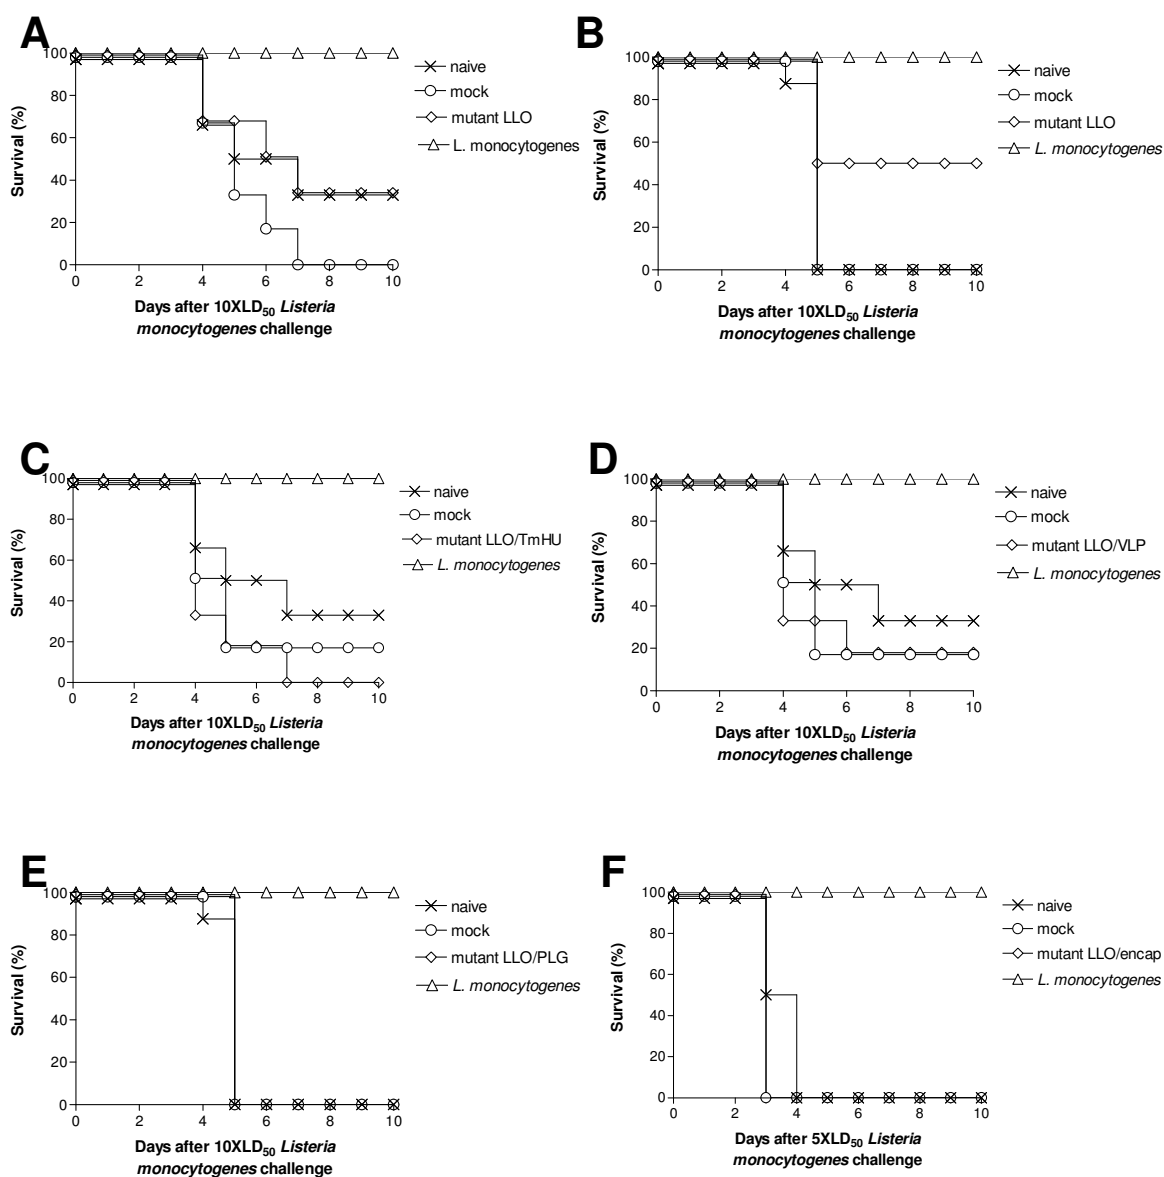 A
100
80
60
40
20
0
Survival (%)
0 2 4 6 8 10
Days after 10XLD50 Listeria
monocytogenes challenge
naive
mock
mutant LLO
L. monocytogenes
B
100
80
60
40
20
0
Survival (%)
0 2 4 6 8 10
Days after 10XLD50 Listeria
monocytogenes challenge
naive
mock
mutant LLO
L. monocytogenes
C
100
80
60
40
20
0
Survival (%)
0 2 4 6 8 10
Days after 10XLD50 Listeria
monocytogenes challenge
naive
mock
mutant LLO/TmHU
L. monocytogenes
D
100
80
60
40
20
0
Survival (%)
0 2 4 6 8 10
Days after 10XLD50 Listeria
monocytogenes challenge
naive
mock
mutant LLO/VLP
L. monocytogenes
E
100
80
60
40
20
0
Survival (%)
0 2 4 6 8 10
Days after 10XLD50 Listeria
monocytogenes challenge
naive
mock
mutant LLO/PLG
L. monocytogenes
F
100
80
60
40
20
0
Survival (%)
0 2 4 6 8 10
Days after 5XLD50 Listeria
monocytogenes challenge
naive
mock
mutant LLO/encap
L. monocytogenes